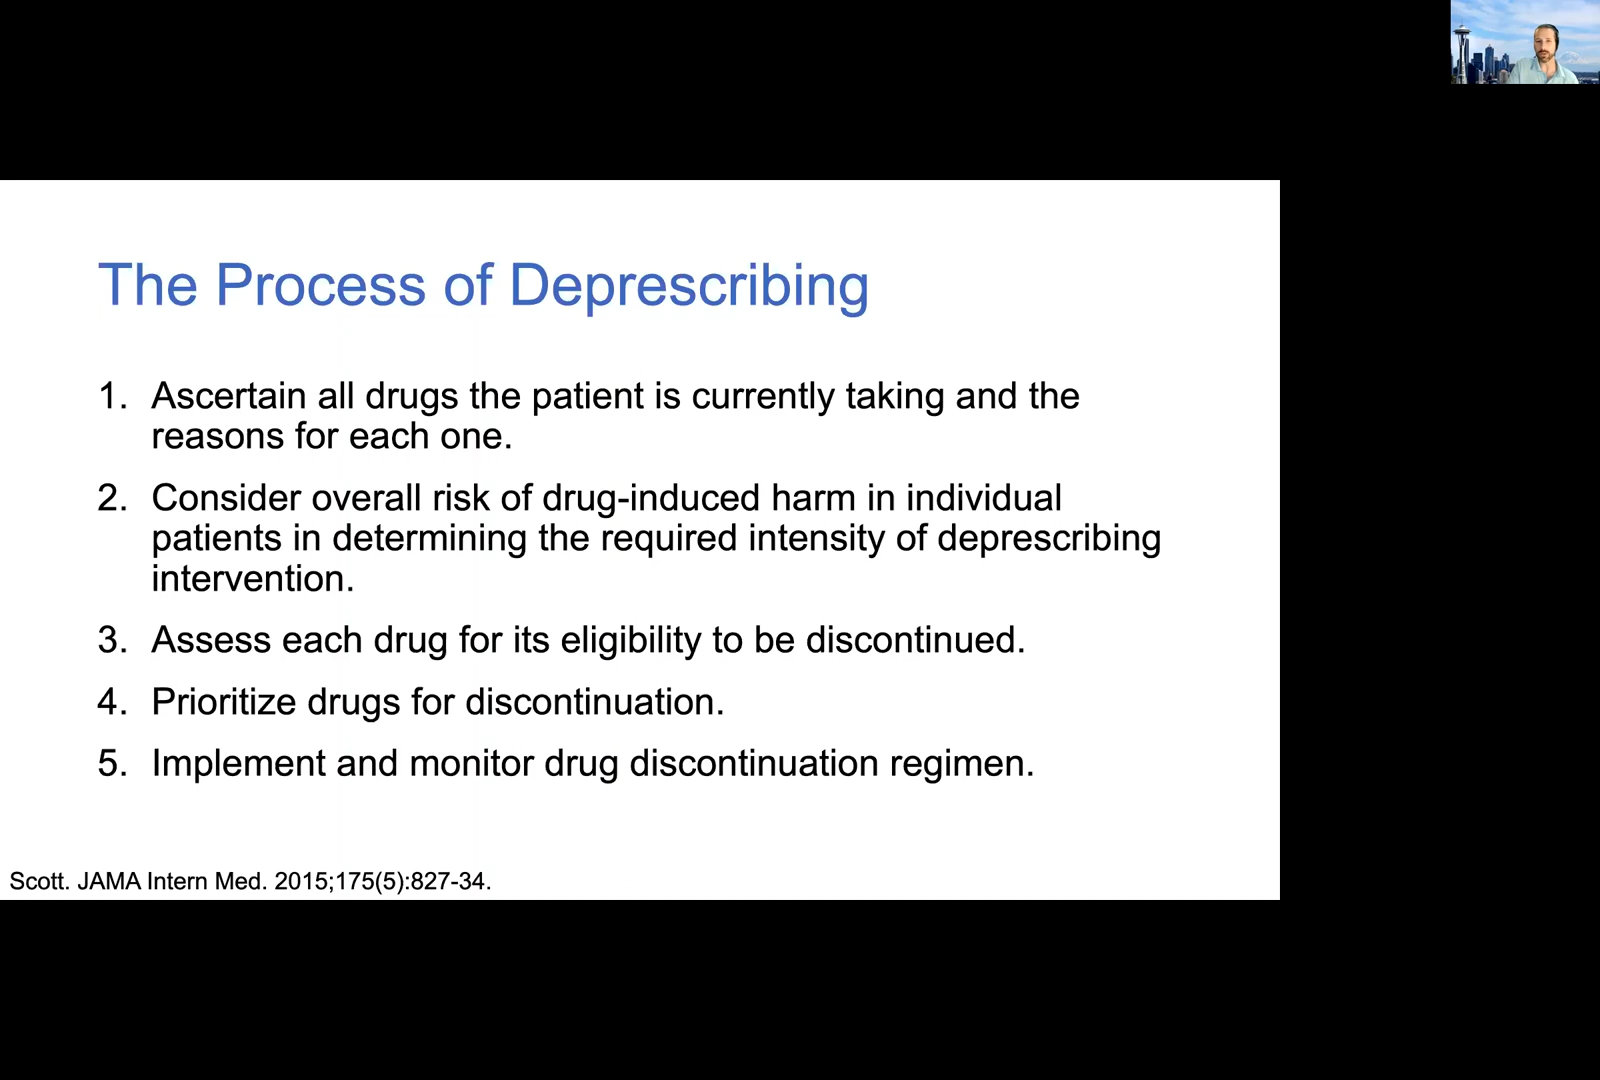 The Process of Deprescribing
1. Ascertain all drugs the patient is currently taking and the
reasons for each one.
2. Consider overall risk of drug-induced harm in individual
patients in determining the required intensity of deprescribing
intervention.
3. Assess each drug for its eligibility to be discontinued.
4. Prioritize drugs for discontinuation.
5. Implement and monitor drug discontinuation regimen.
Scott. JAMA Intern Med. 2015;175(5):827-34.